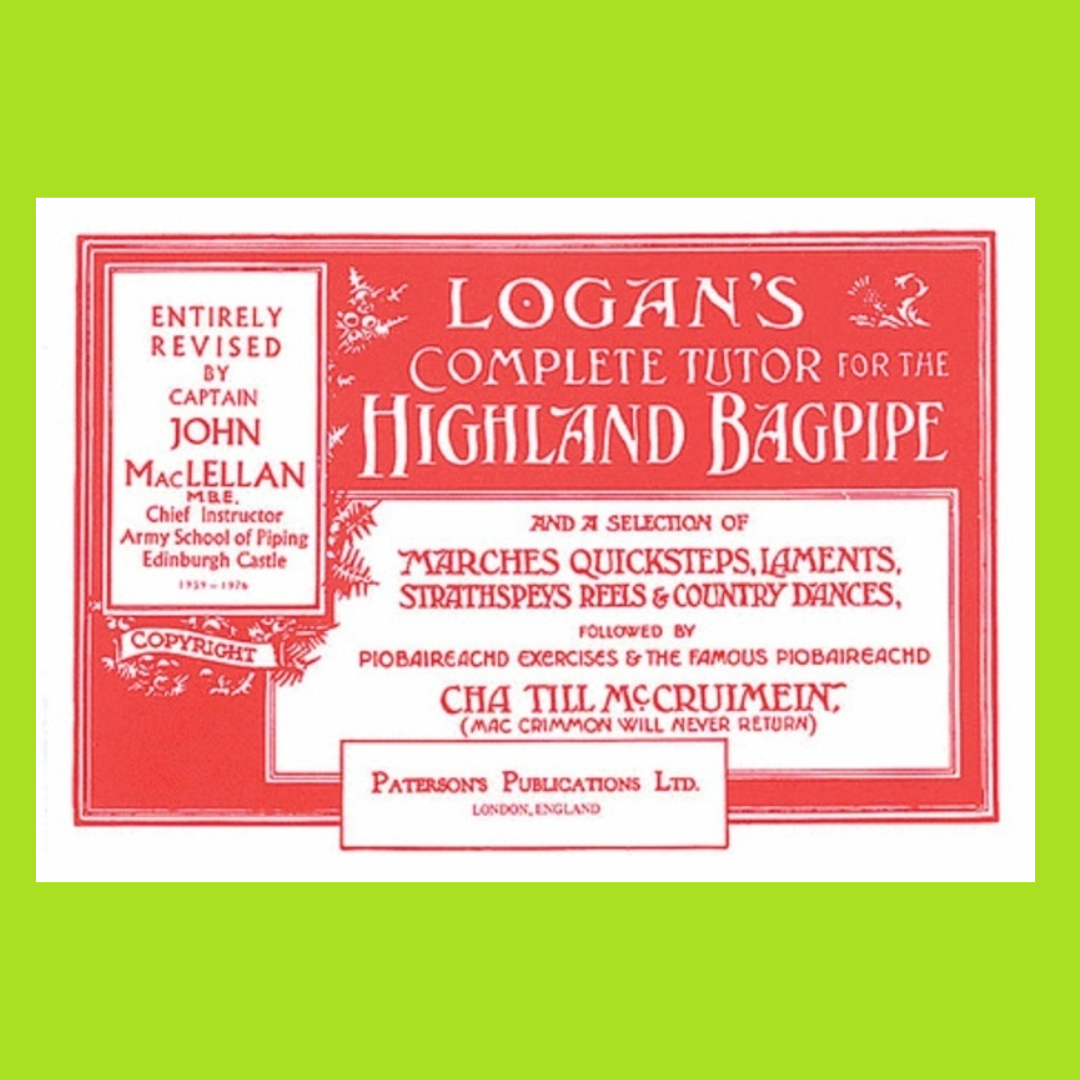 ENTIRELY
REVISED
BY
CAPTAIN
JOHN
MACLELLAN
M.B.E.
Chief Instructor
Army School of Piping
Edinburgh Castle
1959–1976
COPYRIGHT
LOGAN'S
COMPLETE TUTOR FOR THE
HIGHLAND BAGPIPE
AND A SELECTION OF
MARCHES QUICKSTEPS, LAMENTS,
STRATHSPEYS REELS & COUNTRY DANCES,
FOLLOWED BY
PIOBAIREACHD EXERCISES & THE FAMOUS PIOBAIREACHD
CHA TILL McCRUIMEIN,
(MAC CRIMMON WILL NEVER RETURN)
PATERSON'S PUBLICATIONS LTD.
LONDON, ENGLAND